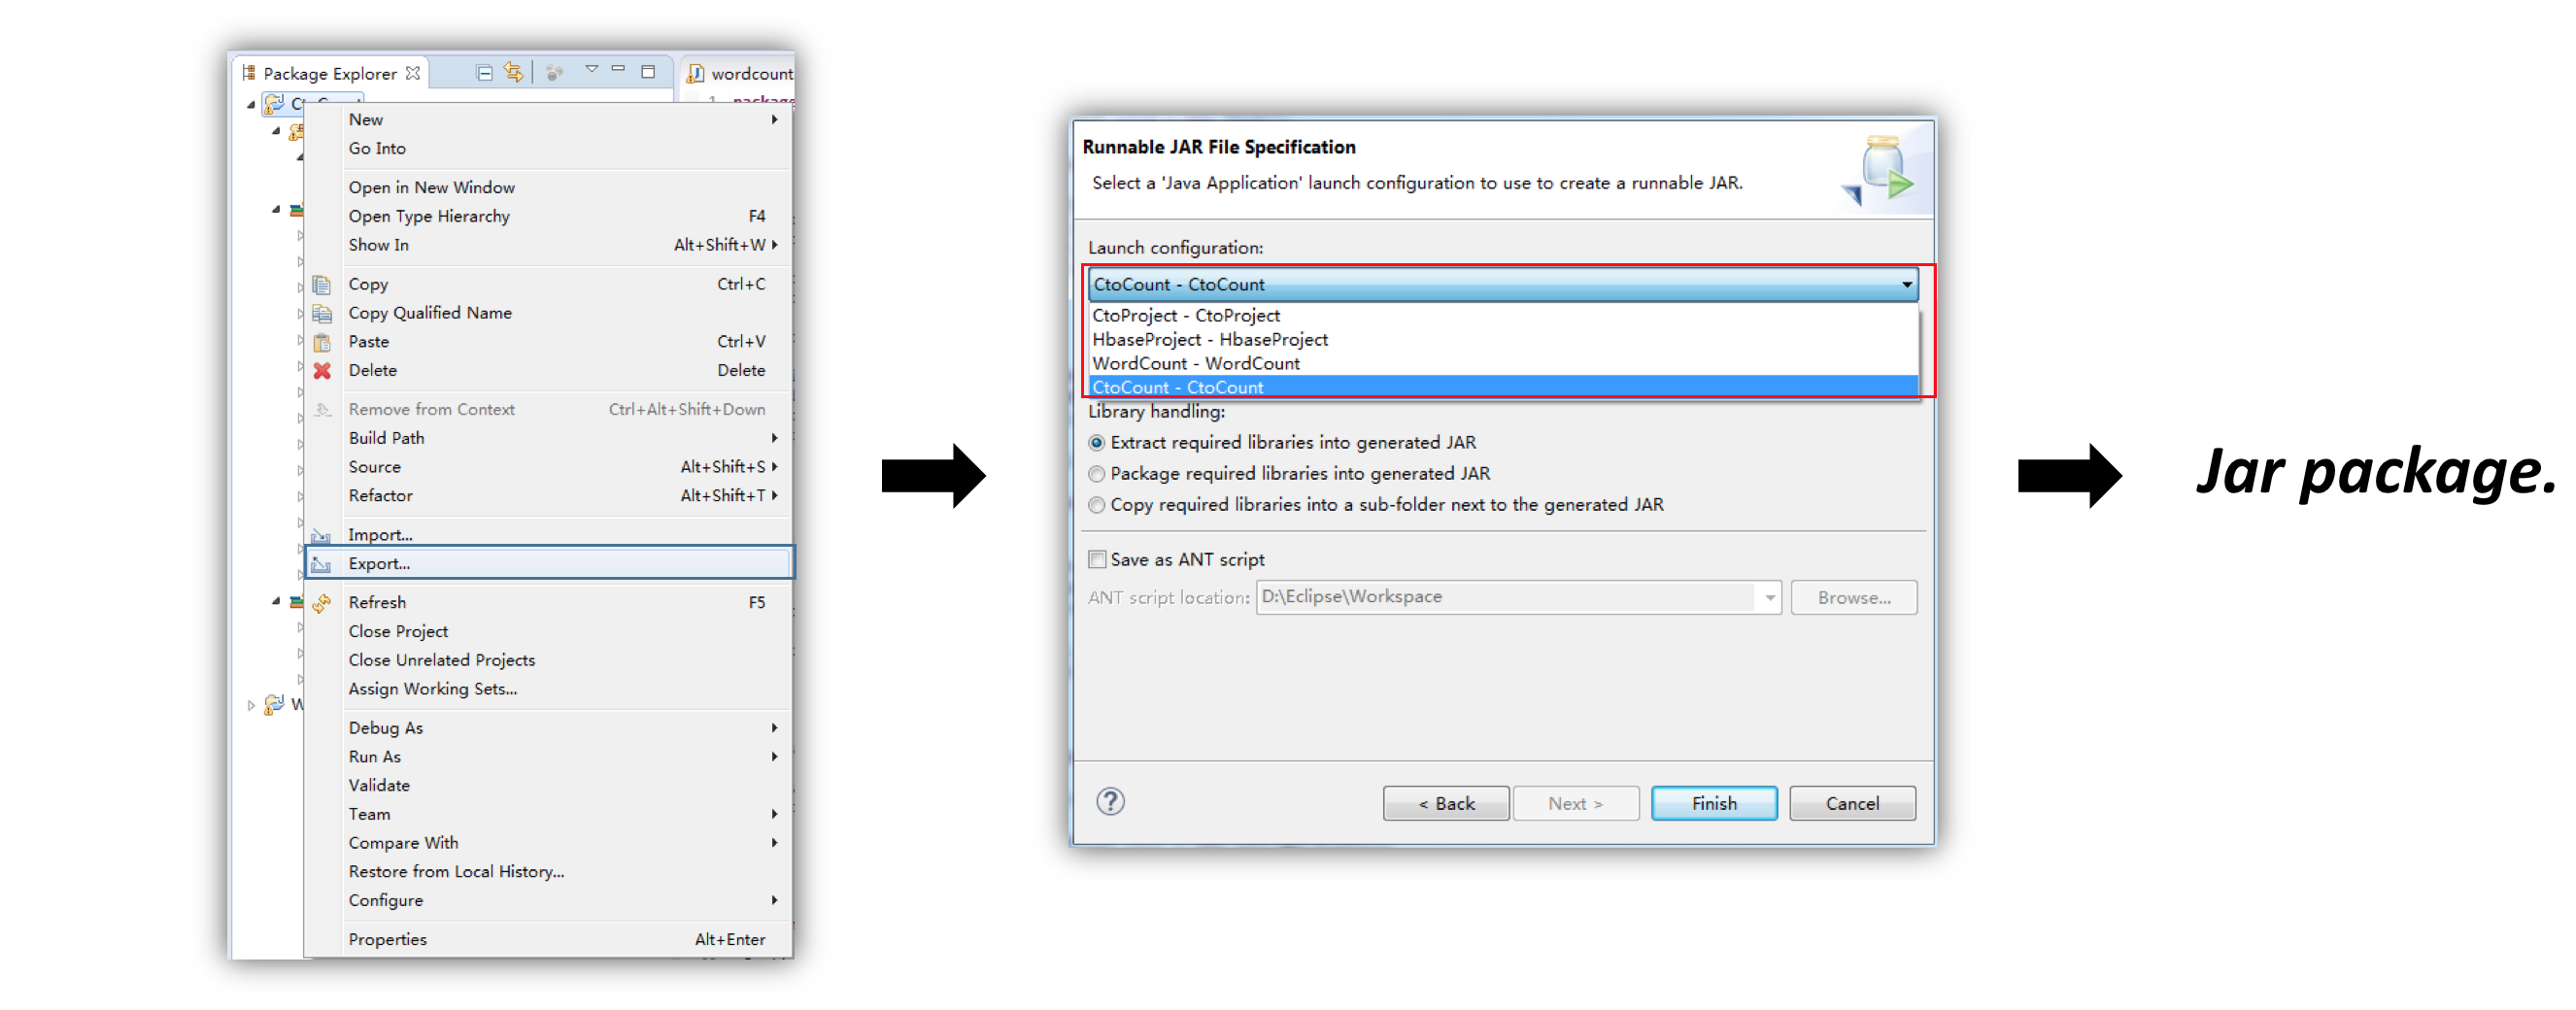 Package Explorer
wordcount
1 package
New
Go Into
Open in New Window
Open Type Hierarchy F4
Show In Alt+Shift+W
Copy Ctrl+C
Copy Qualified Name
Paste Ctrl+V
Delete Delete
Remove from Context Ctrl+Alt+Shift+Down
Build Path
Source Alt+Shift+S
Refactor Alt+Shift+T
Import...
Export...
Refresh F5
Close Project
Close Unrelated Projects
Assign Working Sets...
Debug As
Run As
Validate
Team
Compare With
Restore from Local History...
Configure
Properties Alt+Enter
W
Runnable JAR File Specification
Select a 'Java Application' launch configuration to use to create a runnable JAR.
Launch configuration:
CtoCount - CtoCount
CtoProject - CtoProject
HbaseProject - HbaseProject
WordCount - WordCount
CtoCount - CtoCount
Library handling:
Extract required libraries into generated JAR
Package required libraries into generated JAR
Copy required libraries into a sub-folder next to the generated JAR
Save as ANT script
ANT script location: D:\Eclipse\Workspace Browse...
? < Back Next > Finish Cancel
Jar package.